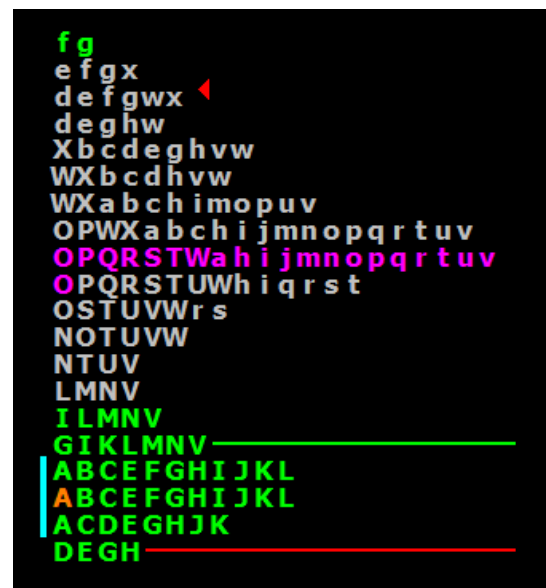 fg
efgx
defgwx
deghw
Xbcdeghvw
WXbcdhvw
WXabchimopuv
OPWXabchijmnopqrtuv
OPQRSTWahijmnopqrtuv
OPQRSTUWhiqrst
OSTUVWrs
NOTUVW
NTUV
LMNV
ILMNV
GIKLMNV
ABCEFGHIJKL
ABCEFGHIJKL
ACDEGHJK
DEGH